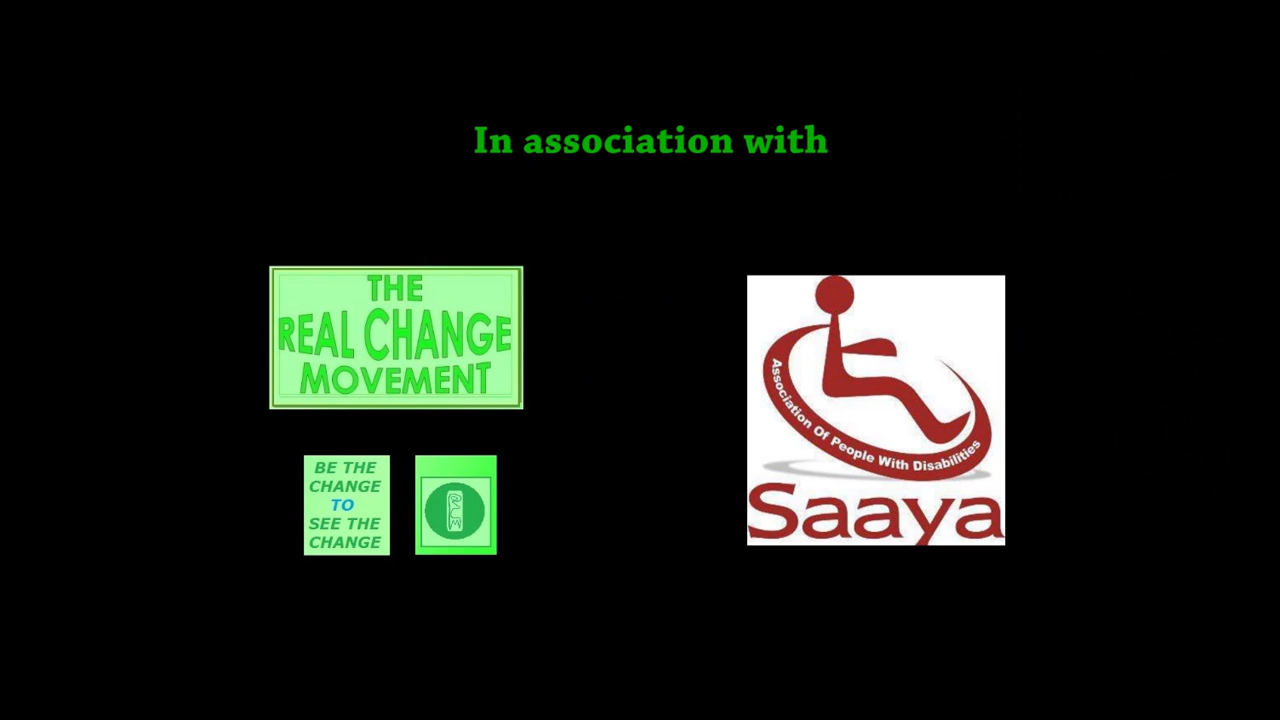 In association with
THE
REAL CHANGE
MOVEMENT
BE THE
CHANGE
TO
SEE THE
CHANGE
Association Of People With Disabilities
Saaya